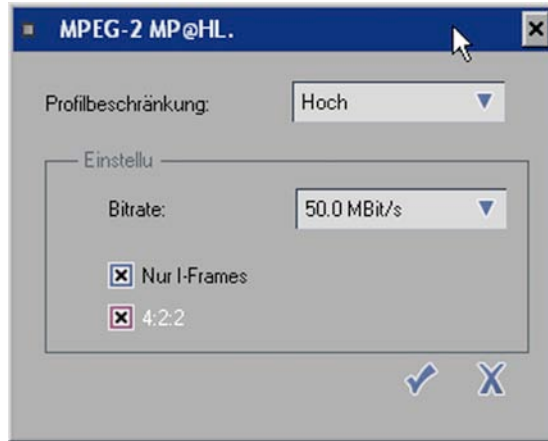 MPEG-2 MP@HL.
Profilbeschränkung:
Hoch
Einstellu
Bitrate:
50.0 MBit/s
Nur I-Frames
4:2:2